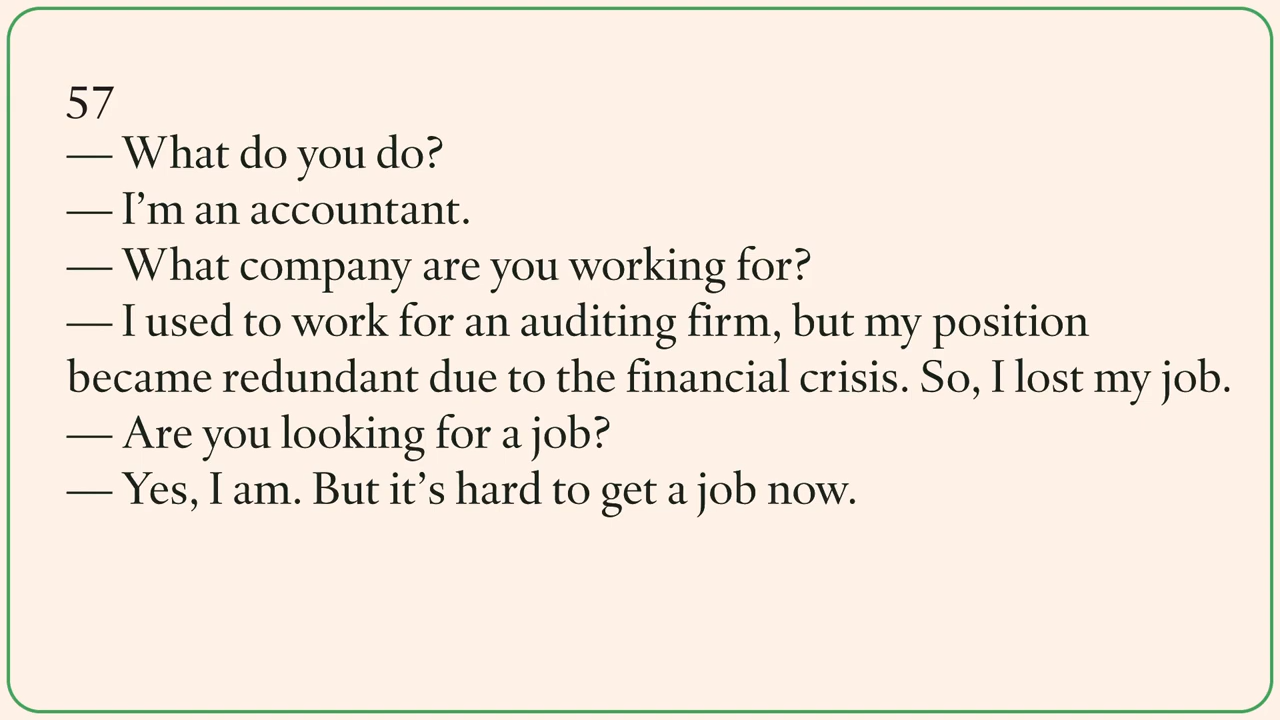 57
— What do you do?
— I’m an accountant.
— What company are you working for?
— I used to work for an auditing firm, but my position
became redundant due to the financial crisis. So, I lost my job.
— Are you looking for a job?
— Yes, I am. But it’s hard to get a job now.